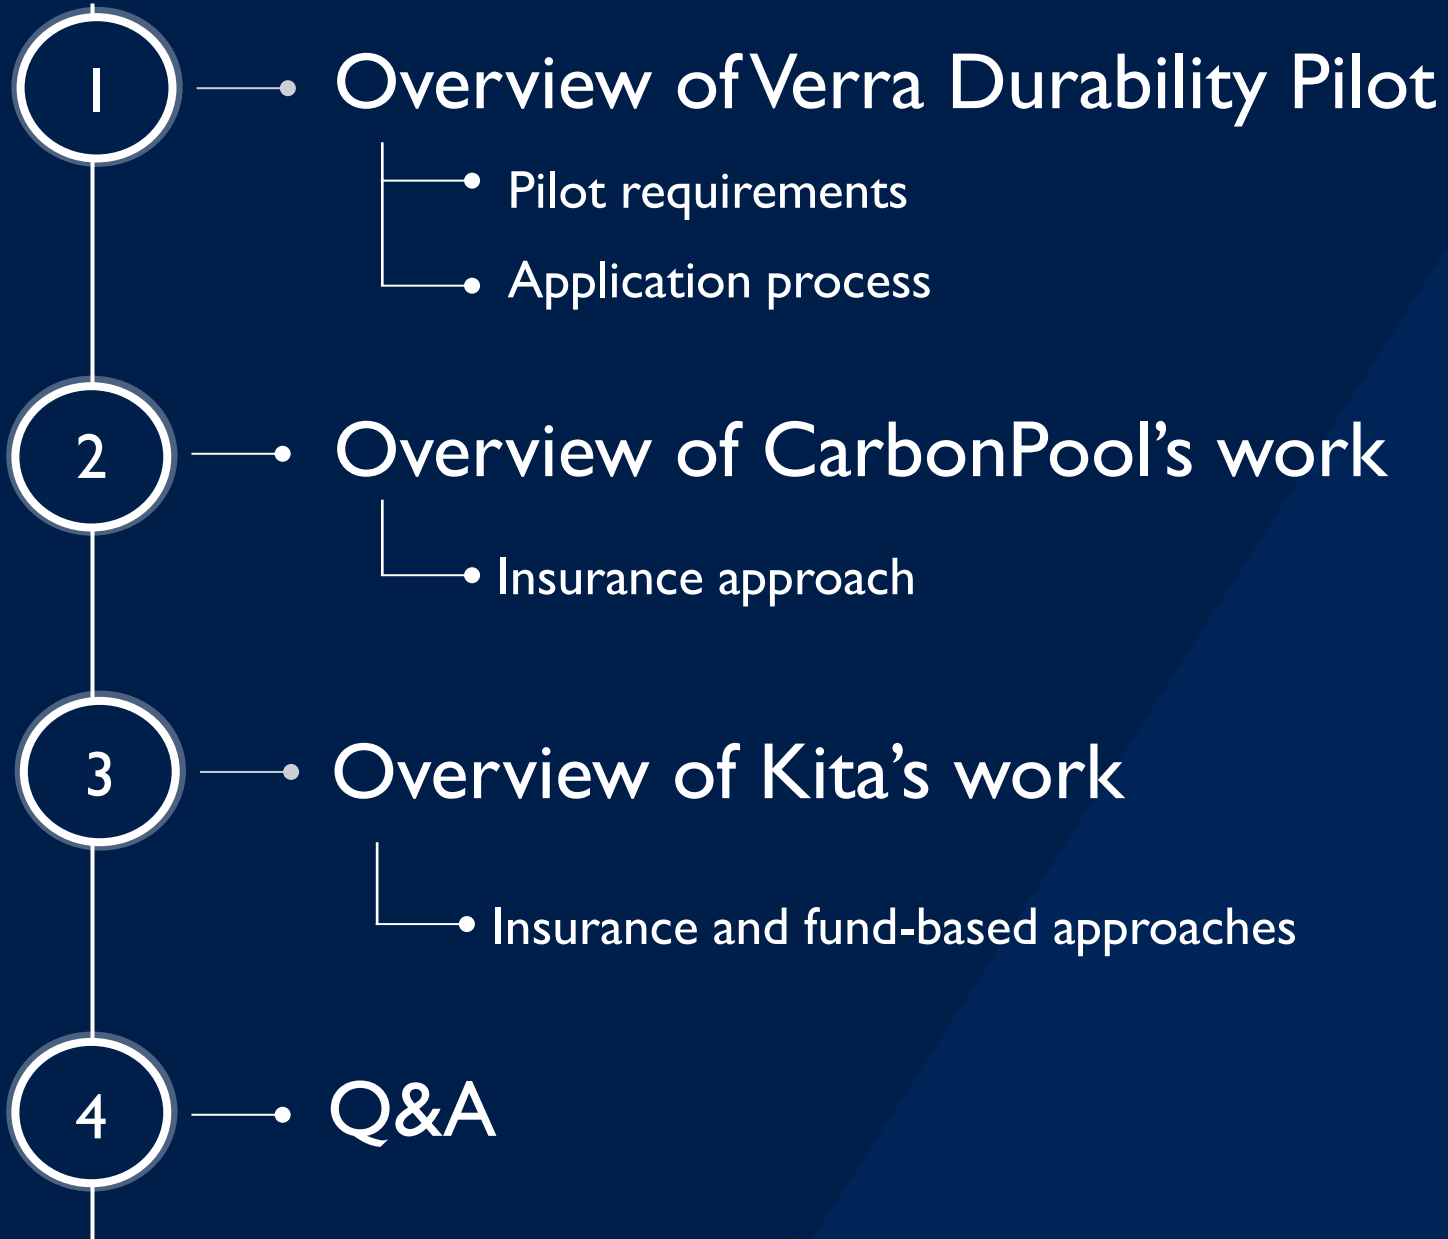 1
Overview of Verra Durability Pilot
Pilot requirements
Application process
2
Overview of CarbonPool’s work
Insurance approach
3
Overview of Kita’s work
Insurance and fund-based approaches
4
Q&A